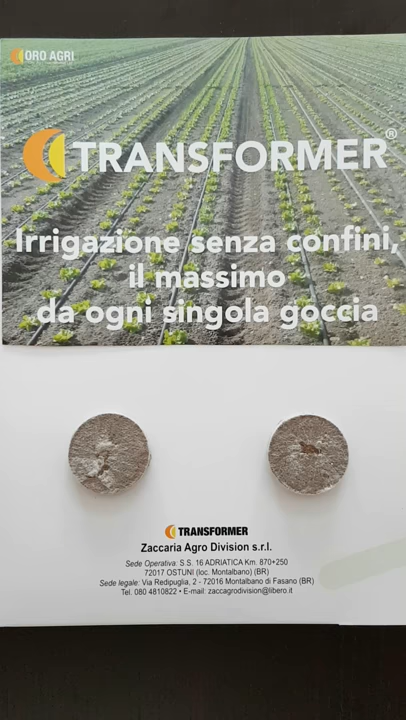 ORO AGRI
TRANSFORMER®
Irrigazione senza confini,
il massimo
da ogni singola goccia
TRANSFORMER
Zaccaria Agro Division s.r.l.
Sede Operativa: S.S. 16 ADRIATICA Km. 870+250
72017 OSTUNI (loc. Montalbano) (BR)
Sede legale: Via Redipuglia, 2 - 72016 Montalbano di Fasano (BR)
Tel. 080 4810822 • E-mail: zaccagrodivision@libero.it